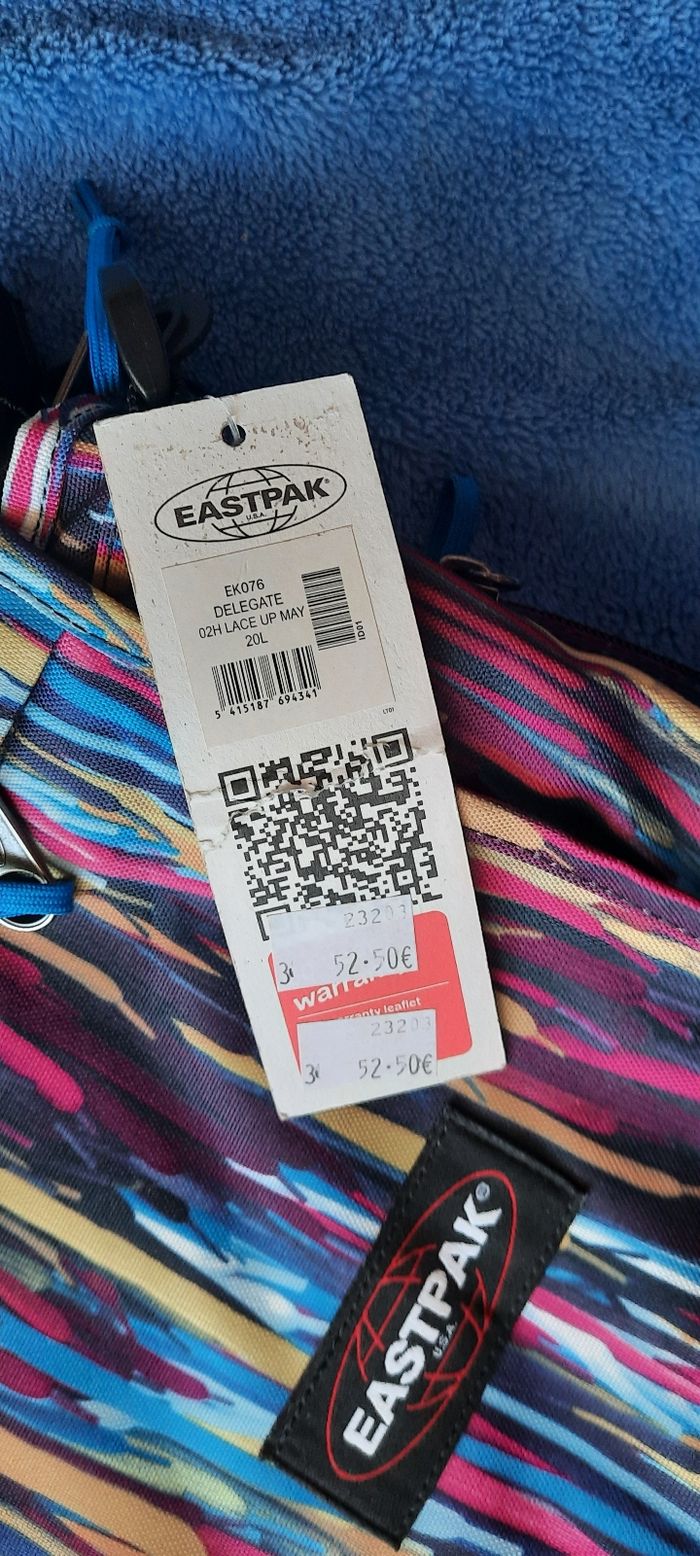 EASTPAK®
U.S.A.
EK076
DELEGATE
02H LACE UP MAY
20L
ID01
5 415187 694341
LT01
23203
52.50€
warranty leaflet
23203
52.50€
EASTPAK®
U.S.A.